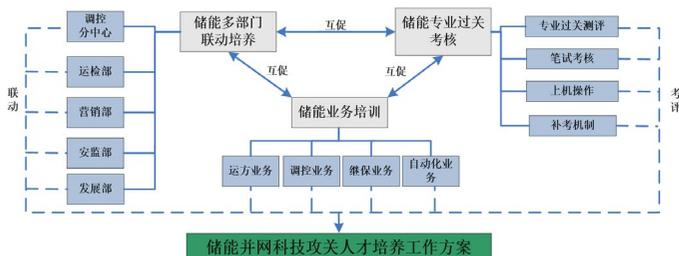 调控
分中心
运检部
营销部
安监部
发展部
联
动
储能多部门
联动培养
互促
储能专业过关
考核
互促
互促
储能业务培训
运方业务
调控业务
继保业务
自动化业
务
专业过关测评
笔试考核
上机操作
补考机制
考
评
储能并网科技攻关人才培养工作方案